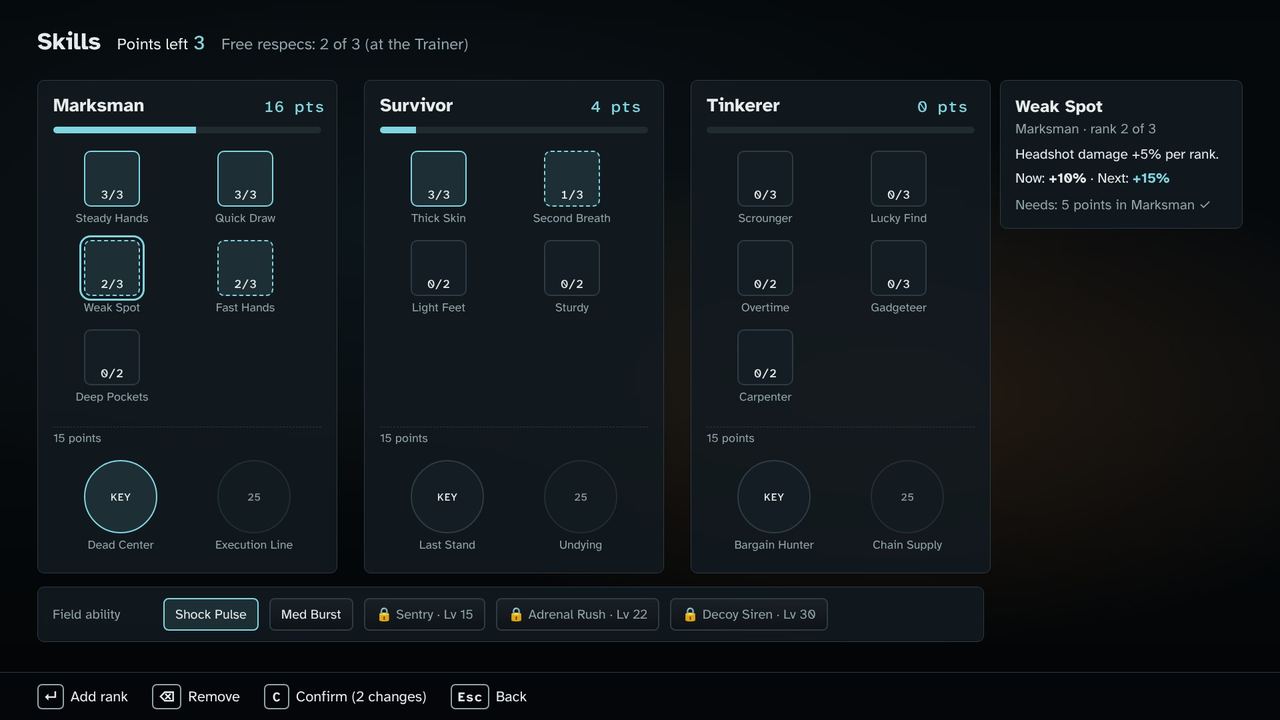 Skills Points left 3 Free respecs: 2 of 3 (at the Trainer)
Marksman 16 pts
3/3 3/3
Steady Hands Quick Draw
2/3 2/3
Weak Spot Fast Hands
0/2
Deep Pockets
15 points
KEY 25
Dead Center Execution Line
Survivor 4 pts
3/3 1/3
Thick Skin Second Breath
0/2 0/2
Light Feet Sturdy
15 points
KEY 25
Last Stand Undying
Tinkerer 0 pts
0/3 0/3
Scrounger Lucky Find
0/2 0/3
Overtime Gadgeteer
0/2
Carpenter
15 points
KEY 25
Bargain Hunter Chain Supply
Weak Spot
Marksman · rank 2 of 3
Headshot damage +5% per rank.
Now: +10% · Next: +15%
Needs: 5 points in Marksman ✓
Field ability Shock Pulse Med Burst 🔒 Sentry · Lv 15 🔒 Adrenal Rush · Lv 22 🔒 Decoy Siren · Lv 30
↵ Add rank ⌫ Remove C Confirm (2 changes) Esc Back